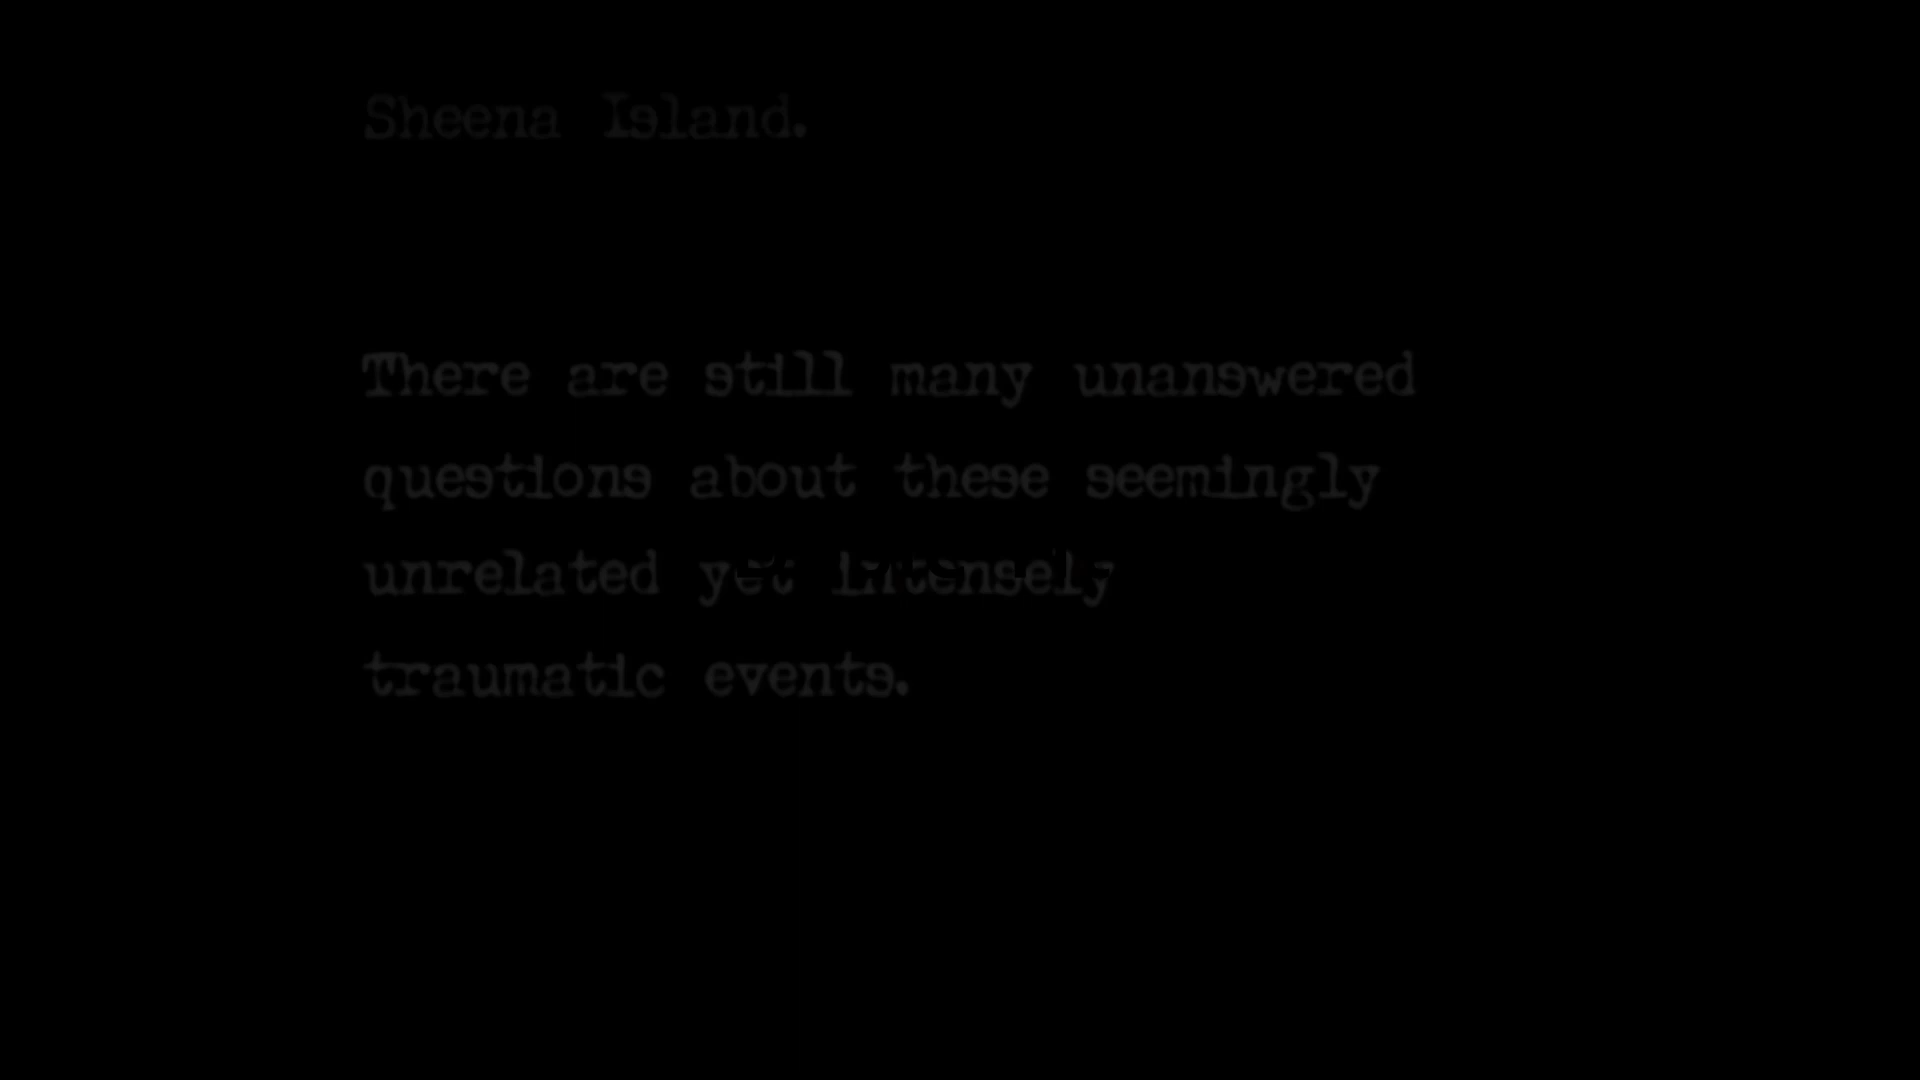 Sheena Island.
There are still many unanswered
questions about these seemingly
unrelated yet intensely
traumatic events.